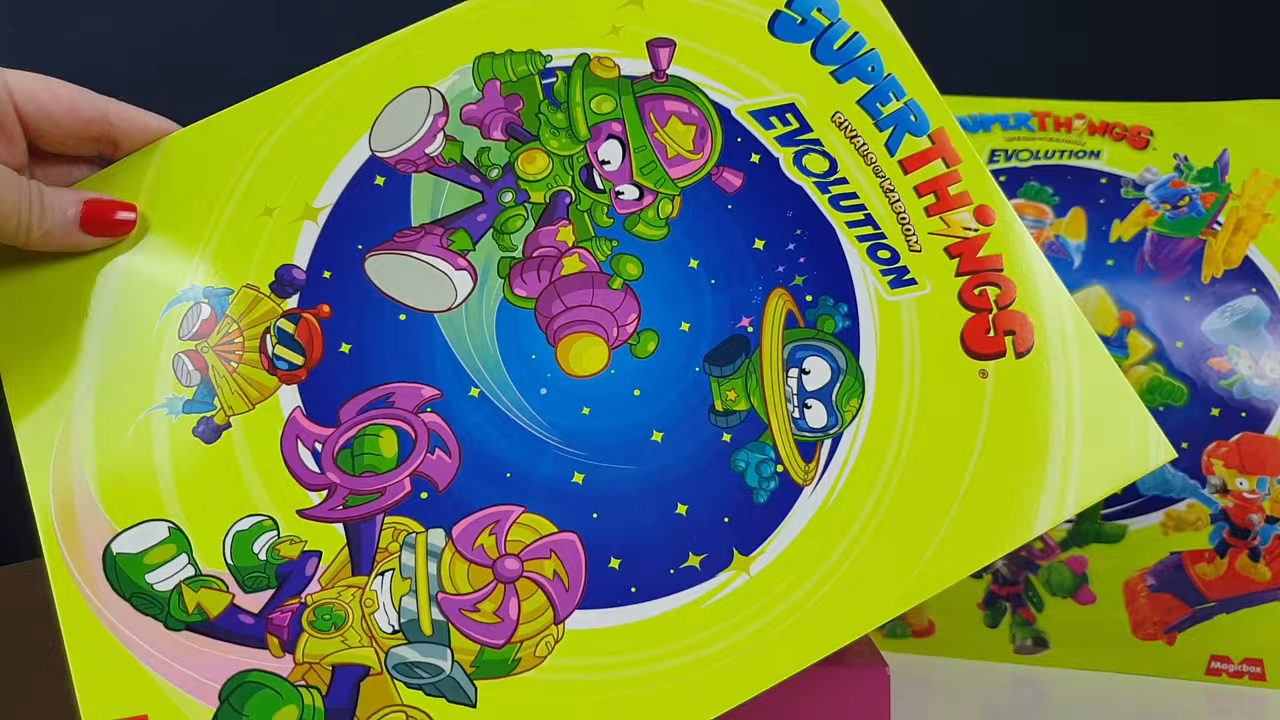 SUPERTHINGS
RIVALS OF KABOOM
EVOLUTION
SUPERTHINGS
EVOLUTION
Magicbox